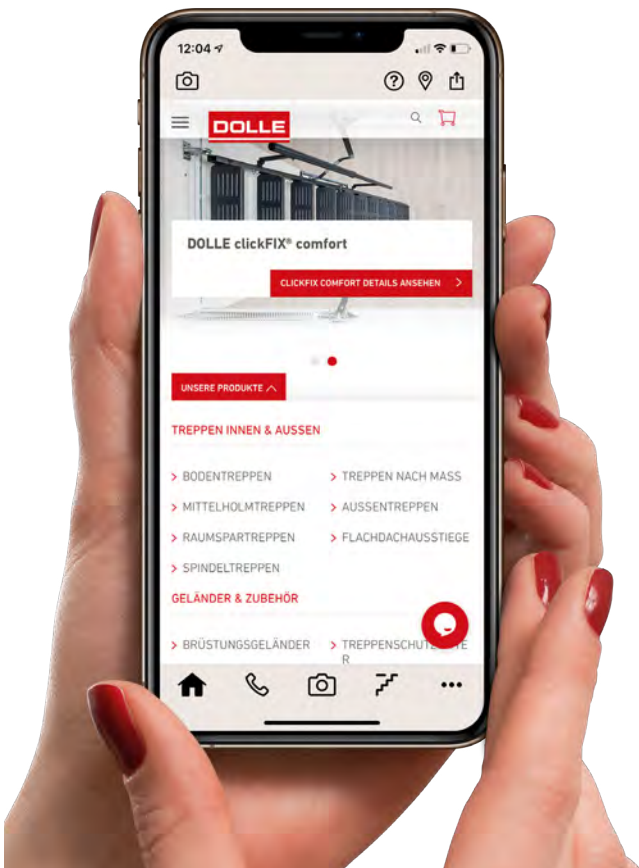 12:04
DOLLE
DOLLE clickFIX® comfort
CLICKFIX COMFORT DETAILS ANSEHEN
UNSERE PRODUKTE
TREPPEN INNEN & AUSSEN
BODENTREPPEN
TREPPEN NACH MASS
MITTELHOLMTREPPEN
AUSSENTREPPEN
RAUMSPARTREPPEN
FLACHDACHAUSSTIEGE
SPINDELTREPPEN
GELÄNDER & ZUBEHÖR
BRÜSTUNGSGELÄNDER
R